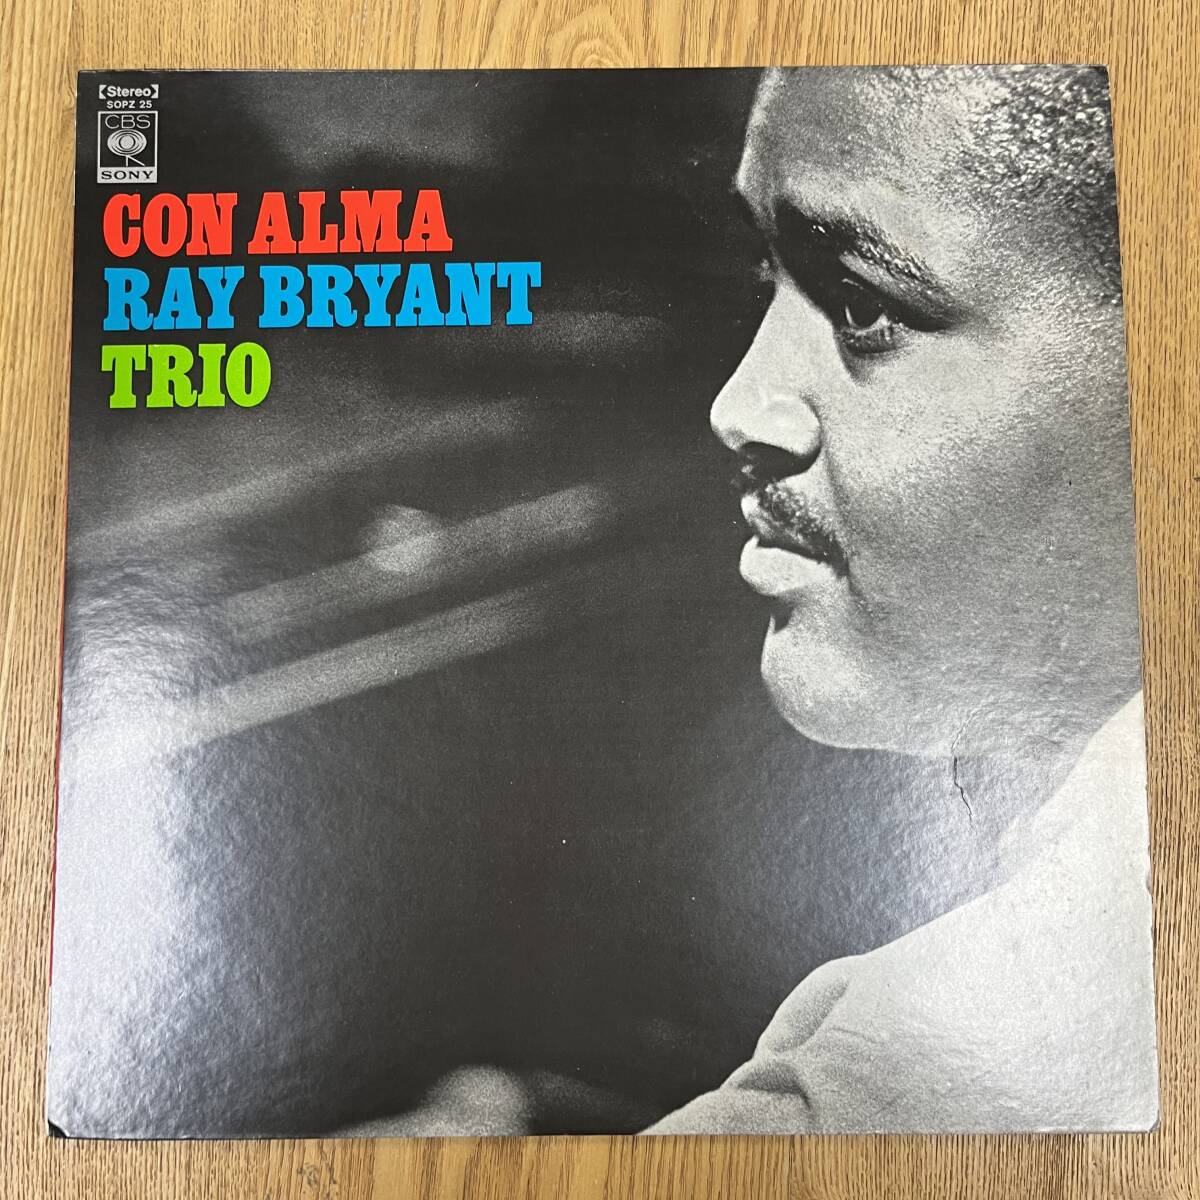 【Stereo】
SOPZ 25
CBS
SONY
CON ALMA
RAY BRYANT
TRIO